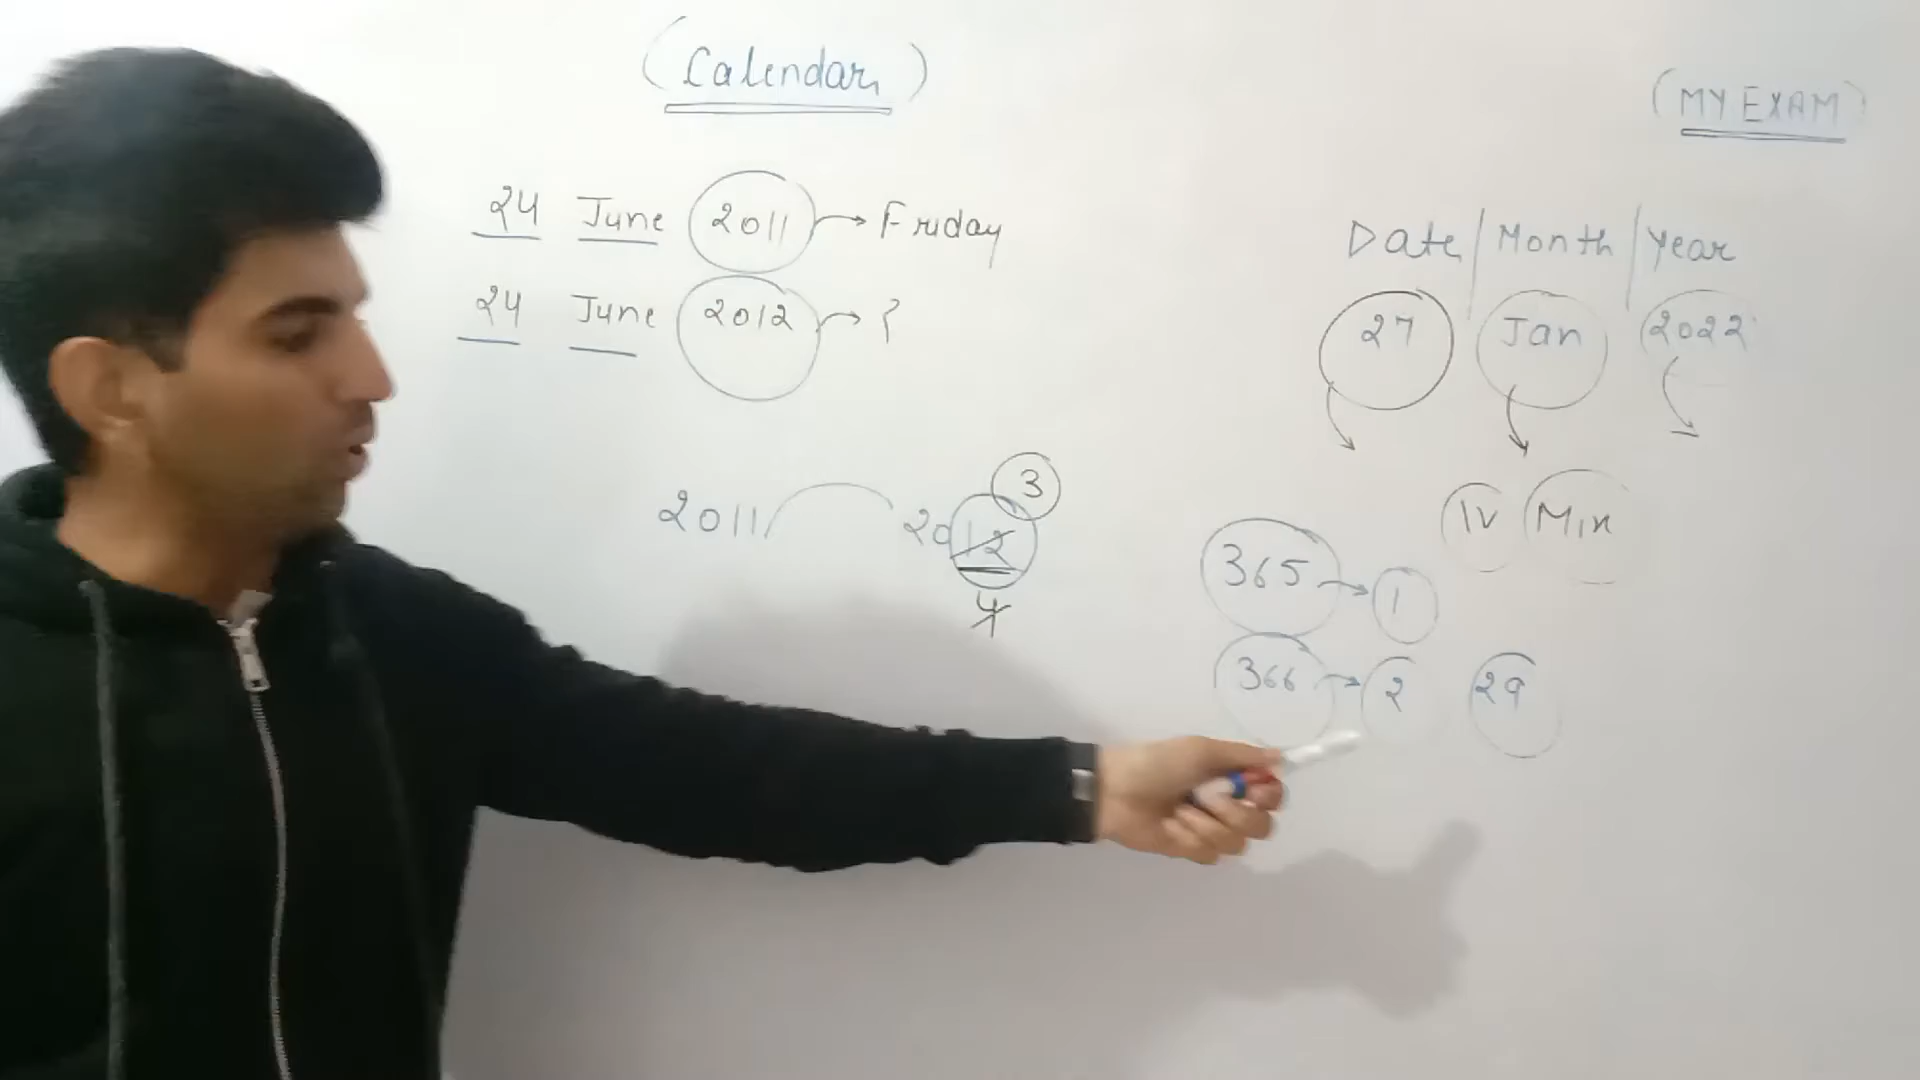 (Calendar)
(MY EXAM)
24 June 2011 → Friday
24 June 2012 → ?
Date / Month / Year
27 Jan 2022
2011 2012 3
4
IV Mix
365 → 1
366 → 2 29